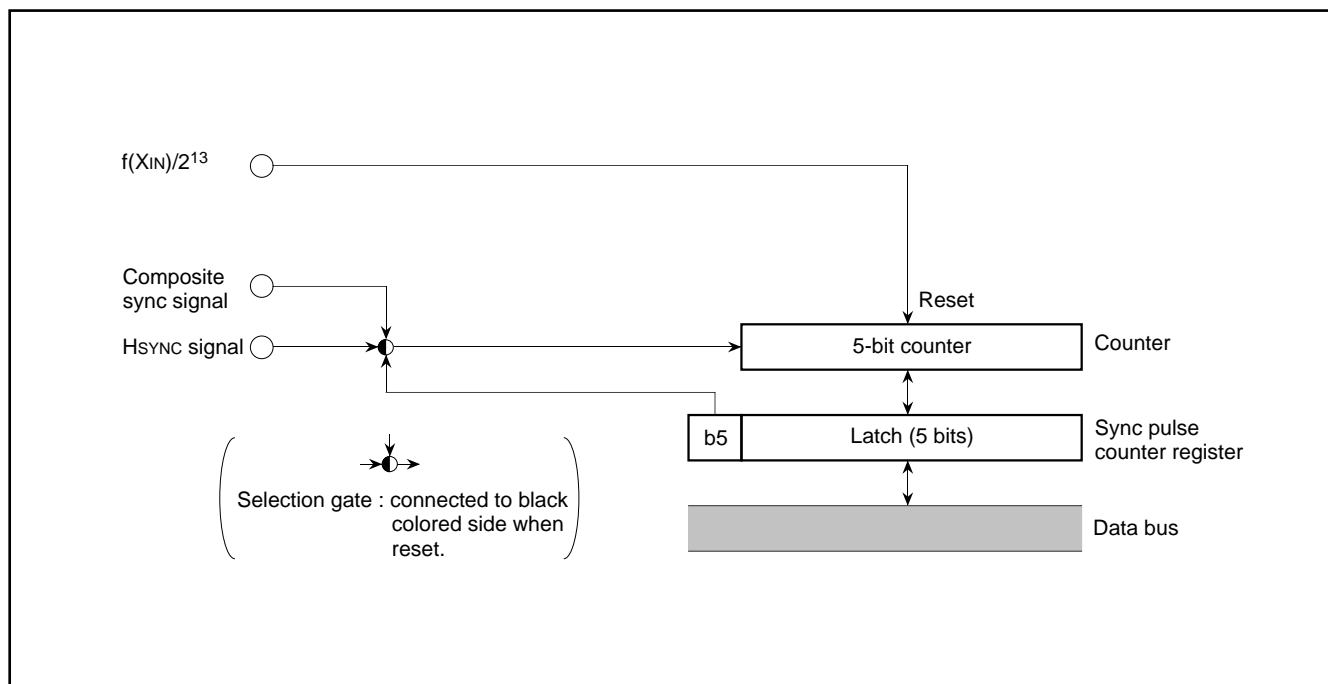 f(XIN)/2¹³
Composite
sync signal
HSYNC signal
Reset
5-bit counter
Counter
b5
Latch (5 bits)
Sync pulse
counter register
Selection gate : connected to black
colored side when
reset.
Data bus